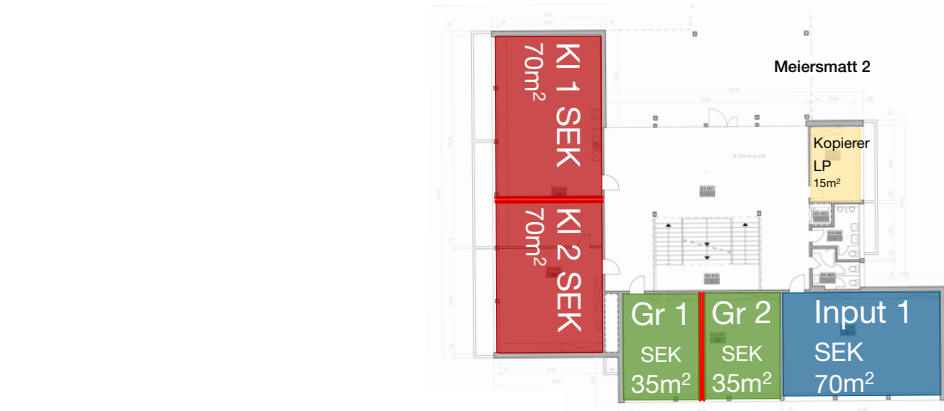 Meiersmatt 2
Kl 1 SEK
70m²
Kopierer
LP
15m²
Kl 2 SEK
70m²
Gr 1
SEK
35m²
Gr 2
SEK
35m²
Input 1
SEK
70m²